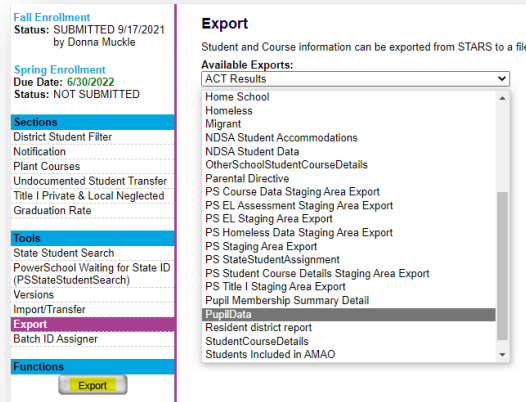 Fall Enrollment
Status: SUBMITTED 9/17/2021
by Donna Muckle
Spring Enrollment
Due Date: 6/30/2022
Status: NOT SUBMITTED
Sections
District Student Filter
Notification
Plant Courses
Undocumented Student Transfer
Title I Private & Local Neglected
Graduation Rate
Tools
State Student Search
PowerSchool Waiting for State ID
(PSStateStudentSearch)
Versions
Import/Transfer
Export
Batch ID Assigner
Functions
Export
Export
Student and Course information can be exported from STARS to a file
Available Exports:
ACT Results
Home School
Homeless
Migrant
NDSA Student Accommodations
NDSA Student Data
OtherSchoolStudentCourseDetails
Parental Directive
PS Course Data Staging Area Export
PS EL Assessment Staging Area Export
PS EL Staging Area Export
PS Homeless Data Staging Area Export
PS Staging Area Export
PS StateStudentAssignment
PS Student Course Details Staging Area Export
PS Title I Staging Area Export
Pupil Membership Summary Detail
PupilData
Resident district report
StudentCourseDetails
Students Included in AMAO